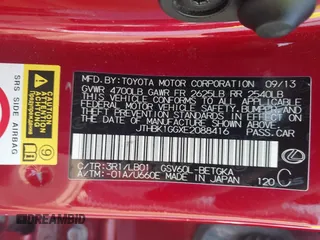 MFD.BY:TOYOTA MOTOR CORPORATION 09/13
GVWR 4700LB GAWR FR 2625LB RR 2540LB
THIS VEHICLE CONFORMS TO ALL APPLICABLE
FEDERAL MOTOR VEHICLE SAFETY, BUMPER, AND
THEFT PREVENTION STANDARDS IN EFFECT ON
THE DATE OF MANUFACTURE SHOWN ABOVE.
JTHBK1GGXE2088416 PASS.CAR
C/TR:3R1/LB01 GSV60L-BETGKA
A/TM:-01A/U660E MADE IN JAPAN 120 C
SRS SIDE AIRBAG
DREAMBID